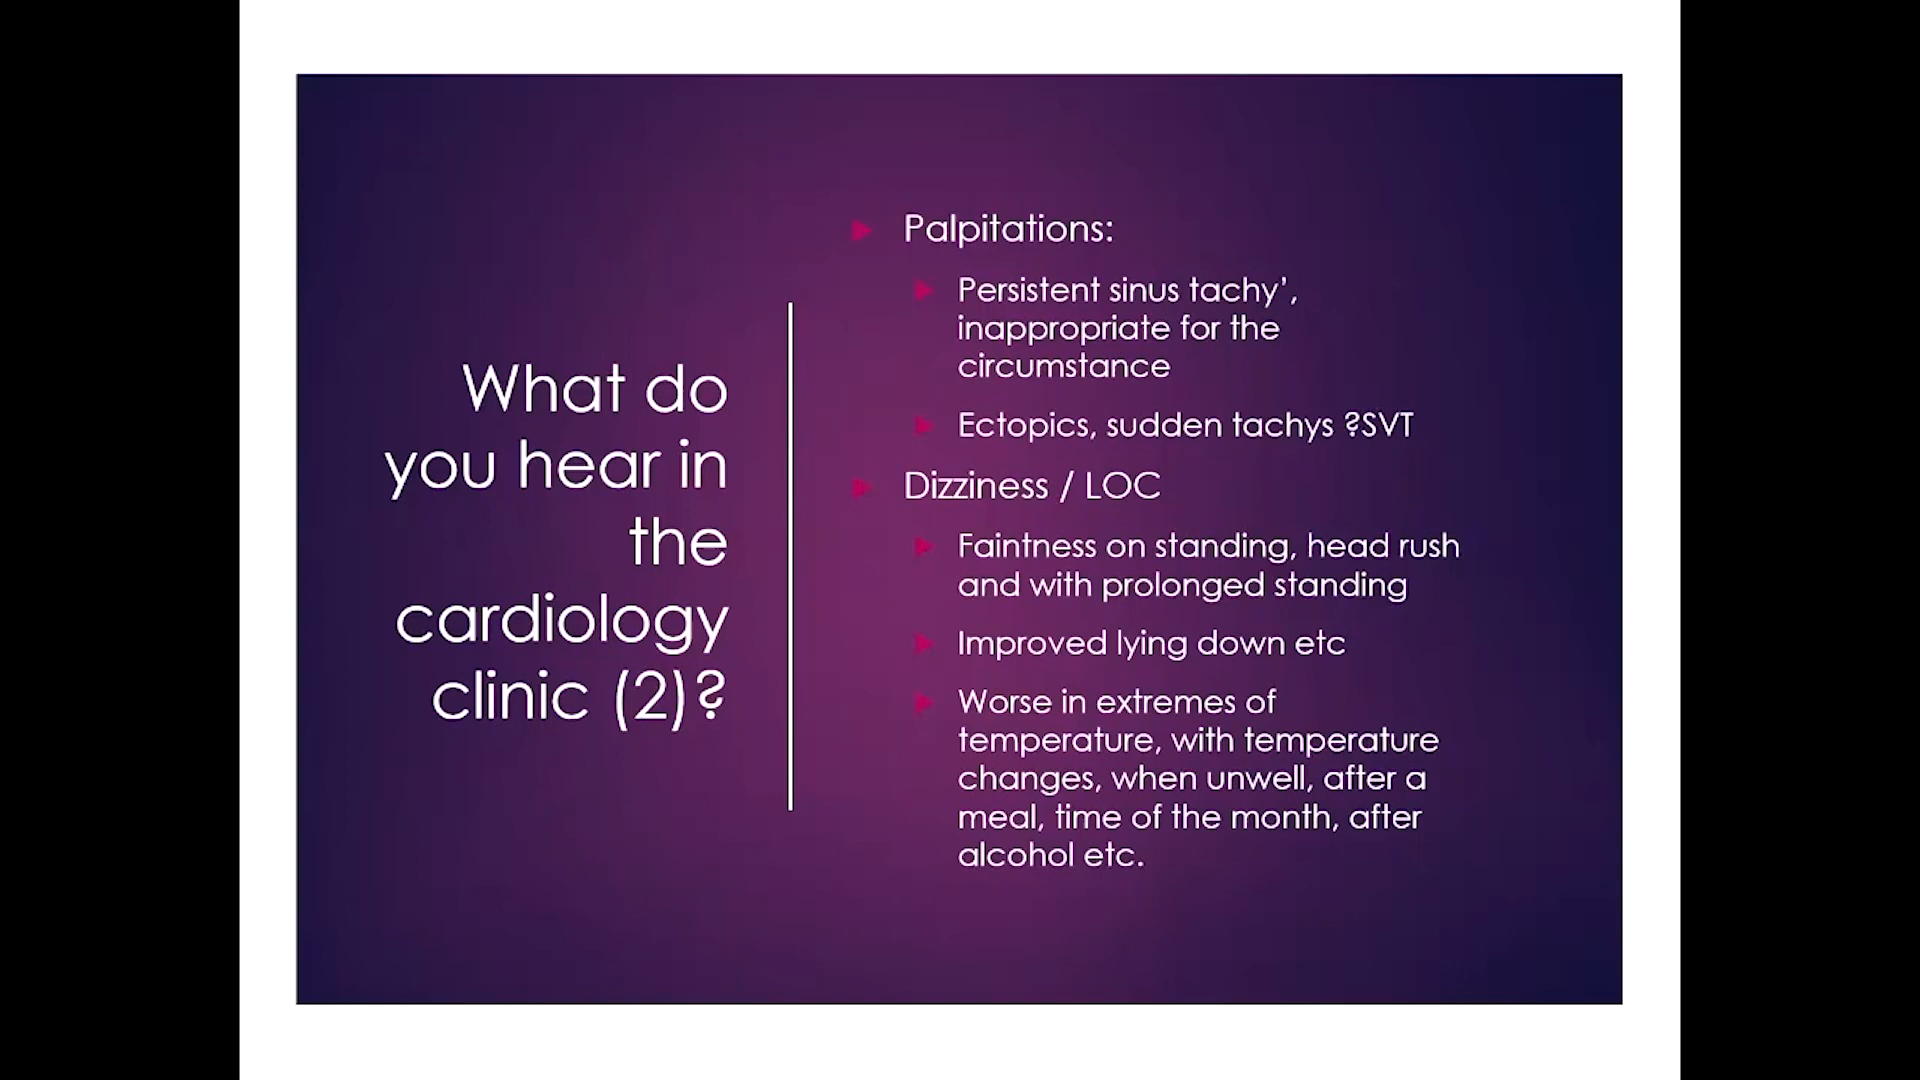 What do
you hear in
the
cardiology
clinic (2)?
Palpitations:
Persistent sinus tachy’,
inappropriate for the
circumstance
Ectopics, sudden tachys ?SVT
Dizziness / LOC
Faintness on standing, head rush
and with prolonged standing
Improved lying down etc
Worse in extremes of
temperature, with temperature
changes, when unwell, after a
meal, time of the month, after
alcohol etc.